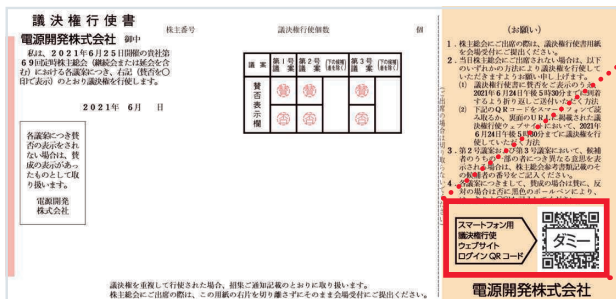 議決権行使書
株主番号
議決権行使個数
個
電源開発株式会社 御中
私は、2021年6月25日開催の貴社第
69回定時株主総会（継続会または延会を含
む）における各議案につき、右記（賛否を〇
印で表示）のとおり議決権を行使します。
2021年 6月 日
各議案につき賛
否の表示をされ
ない場合は、賛
成の表示があっ
たものとして取
り扱います。
電源開発
株式会社
議案
第1号議案
第2号議案
(下の候補者を除く)
第3号議案
(下の候補者を除く)
賛否表示欄
賛 賛 賛
否 否 否
議決権を重複して行使された場合、招集ご通知記載のとおりに取り扱います。
株主総会にご出席の際は、この用紙の右片を切り離さずにそのまま会場受付にご提出ください。
(お願い)
1．株主総会にご出席の際は、議決権行使書用紙
を会場受付にご提出ください。
2．当日株主総会にご出席されない場合は、以下
のいずれかの方法により議決権を行使して
いただきますようお願い申し上げます。
(1) 議決権行使書に賛否をご表示のうえ、
2021年6月24日午後5時30分までに到着
するよう折り返しご送付いただく方法
(2) 下記のQRコードをスマートフォンで読
み取るか、裏面のURLに掲載された議
決権行使ウェブサイトにおいて、2021年
6月24日午後5時30分までに議決権を行
使していただく方法
3．第2号議案および第3号議案において、候補
者のうちの一部の者につき異なる意思を表
示される場合は、株主総会参考書類記載のそ
の候補者の番号をご記入ください。
4．各議案につきまして、賛成の場合は賛に、反
対の場合は否に黒色のボールペンにより、
スマートフォン用
議決権行使
ウェブサイト
ログインQRコード
ダミー
電源開発株式会社